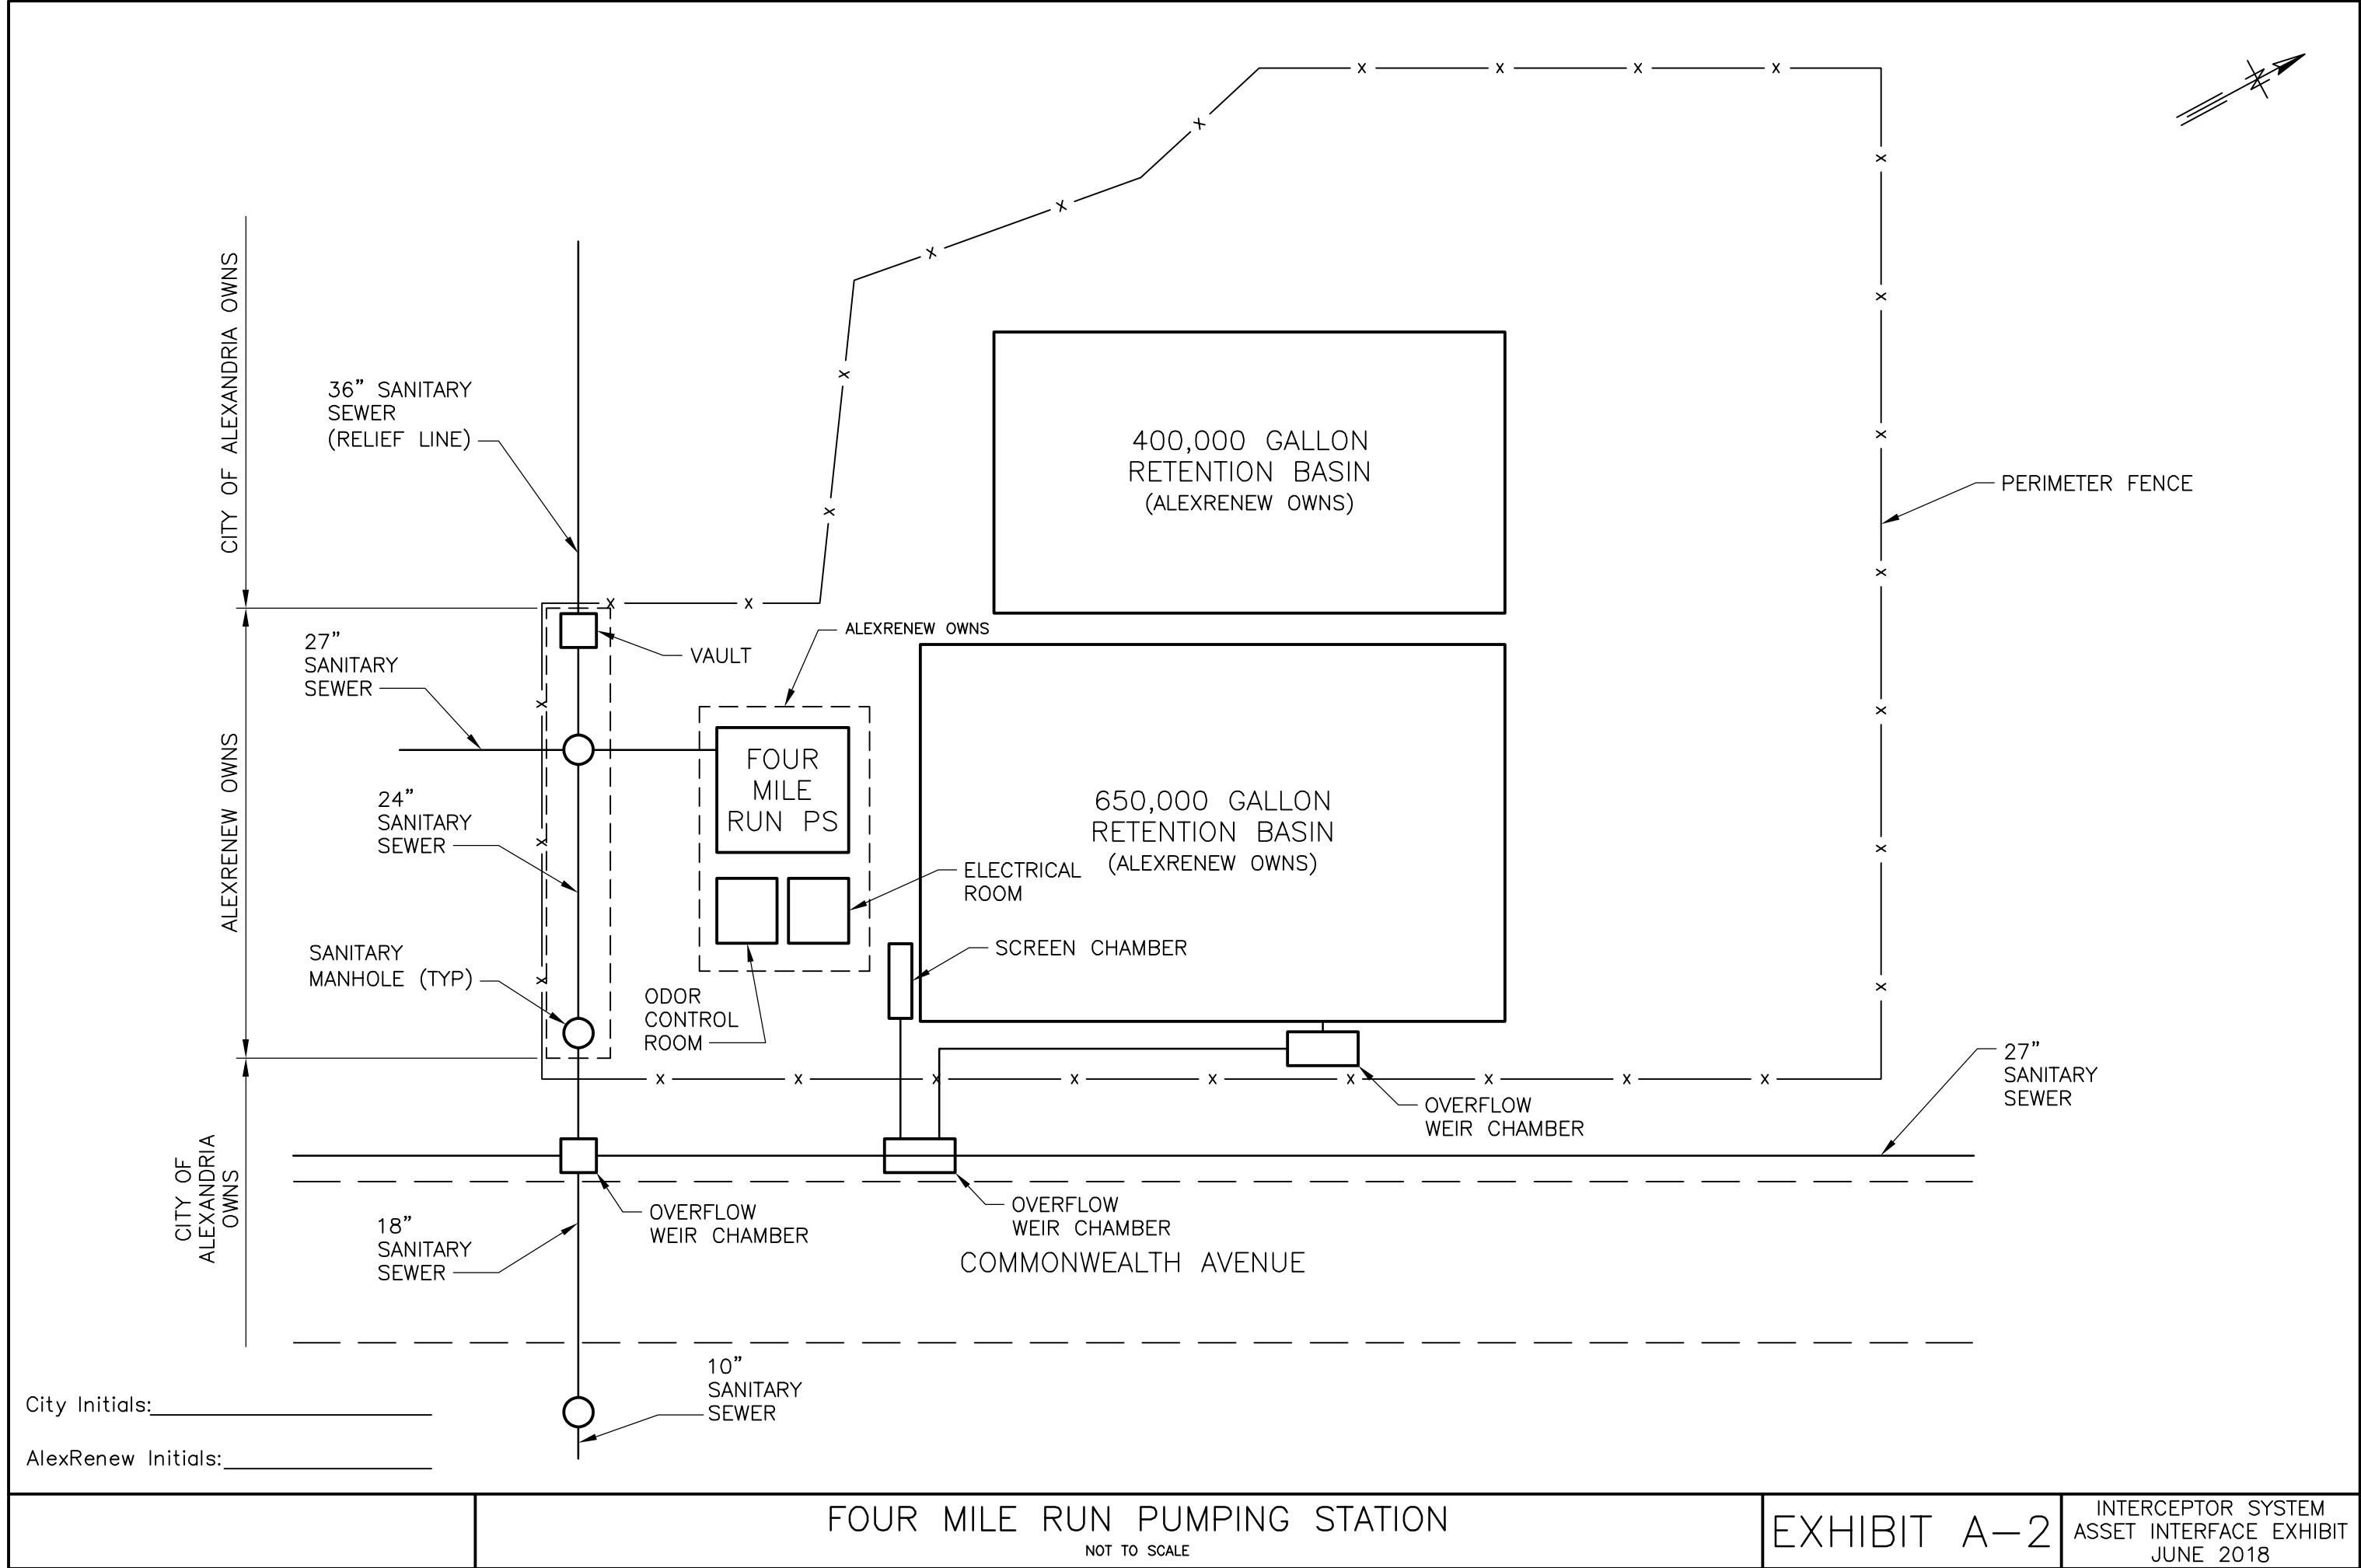 CITY OF ALEXANDRIA OWNS
36" SANITARY
SEWER
(RELIEF LINE)
400,000 GALLON
RETENTION BASIN
(ALEXRENEW OWNS)
PERIMETER FENCE
ALEXRENEW OWNS
VAULT
27"
SANITARY
SEWER
ALEXRENEW OWNS
FOUR
MILE
RUN PS
24"
SANITARY
SEWER
650,000 GALLON
RETENTION BASIN
(ALEXRENEW OWNS)
ELECTRICAL
ROOM
SCREEN CHAMBER
SANITARY
MANHOLE (TYP)
ODOR
CONTROL
ROOM
27"
SANITARY
SEWER
OVERFLOW
WEIR CHAMBER
CITY OF
ALEXANDRIA
OWNS
OVERFLOW
WEIR CHAMBER
OVERFLOW
WEIR CHAMBER
18"
SANITARY
SEWER
COMMONWEALTH AVENUE
10"
SANITARY
SEWER
City Initials:
AlexRenew Initials:
FOUR MILE RUN PUMPING STATION
NOT TO SCALE
EXHIBIT A-2
INTERCEPTOR SYSTEM
ASSET INTERFACE EXHIBIT
JUNE 2018